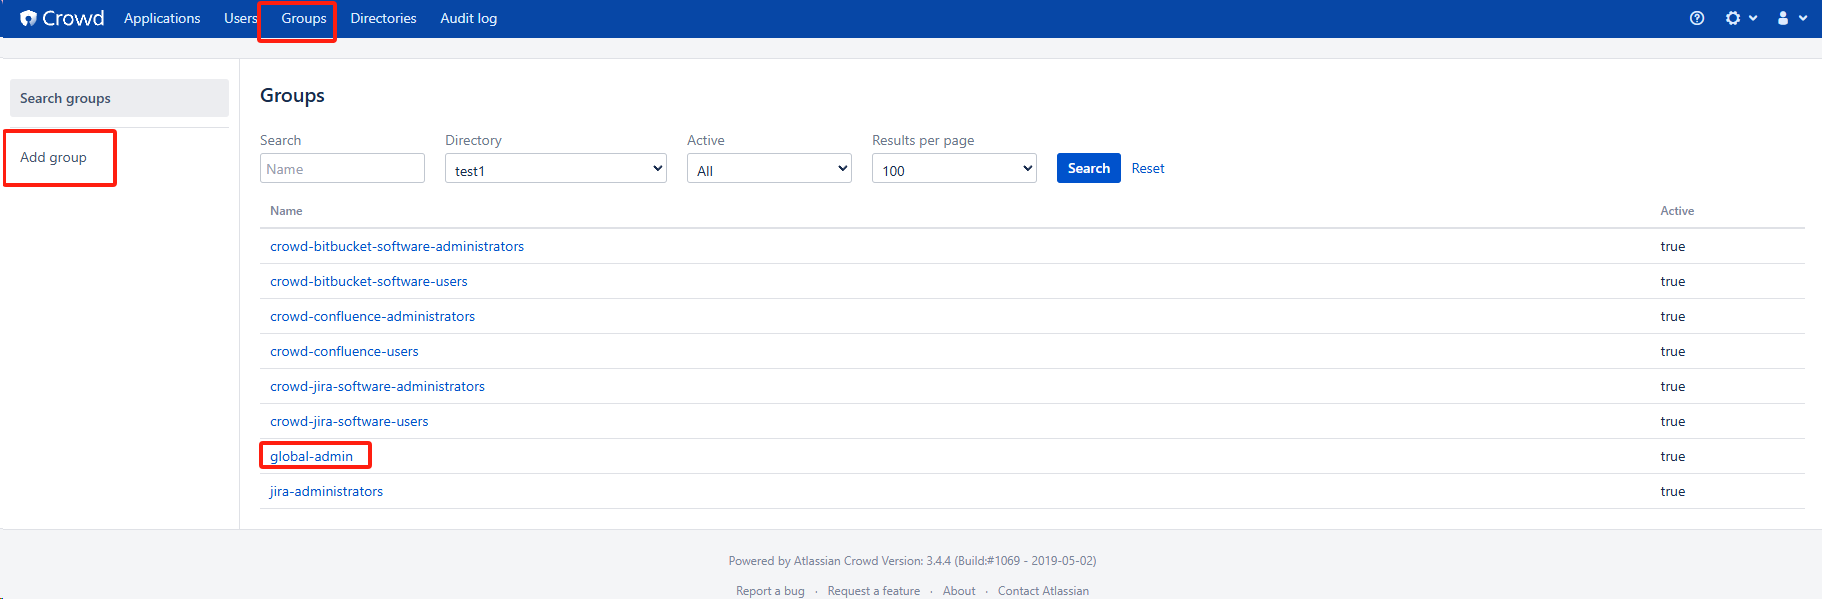 Crowd Applications Users Groups Directories Audit log
Search groups
Add group
Groups
Search Directory Active Results per page
Name test1 All 100 Search Reset
Name Active
crowd-bitbucket-software-administrators true
crowd-bitbucket-software-users true
crowd-confluence-administrators true
crowd-confluence-users true
crowd-jira-software-administrators true
crowd-jira-software-users true
global-admin true
jira-administrators true
Powered by Atlassian Crowd Version: 3.4.4 (Build:#1069 - 2019-05-02)
Report a bug · Request a feature · About · Contact Atlassian